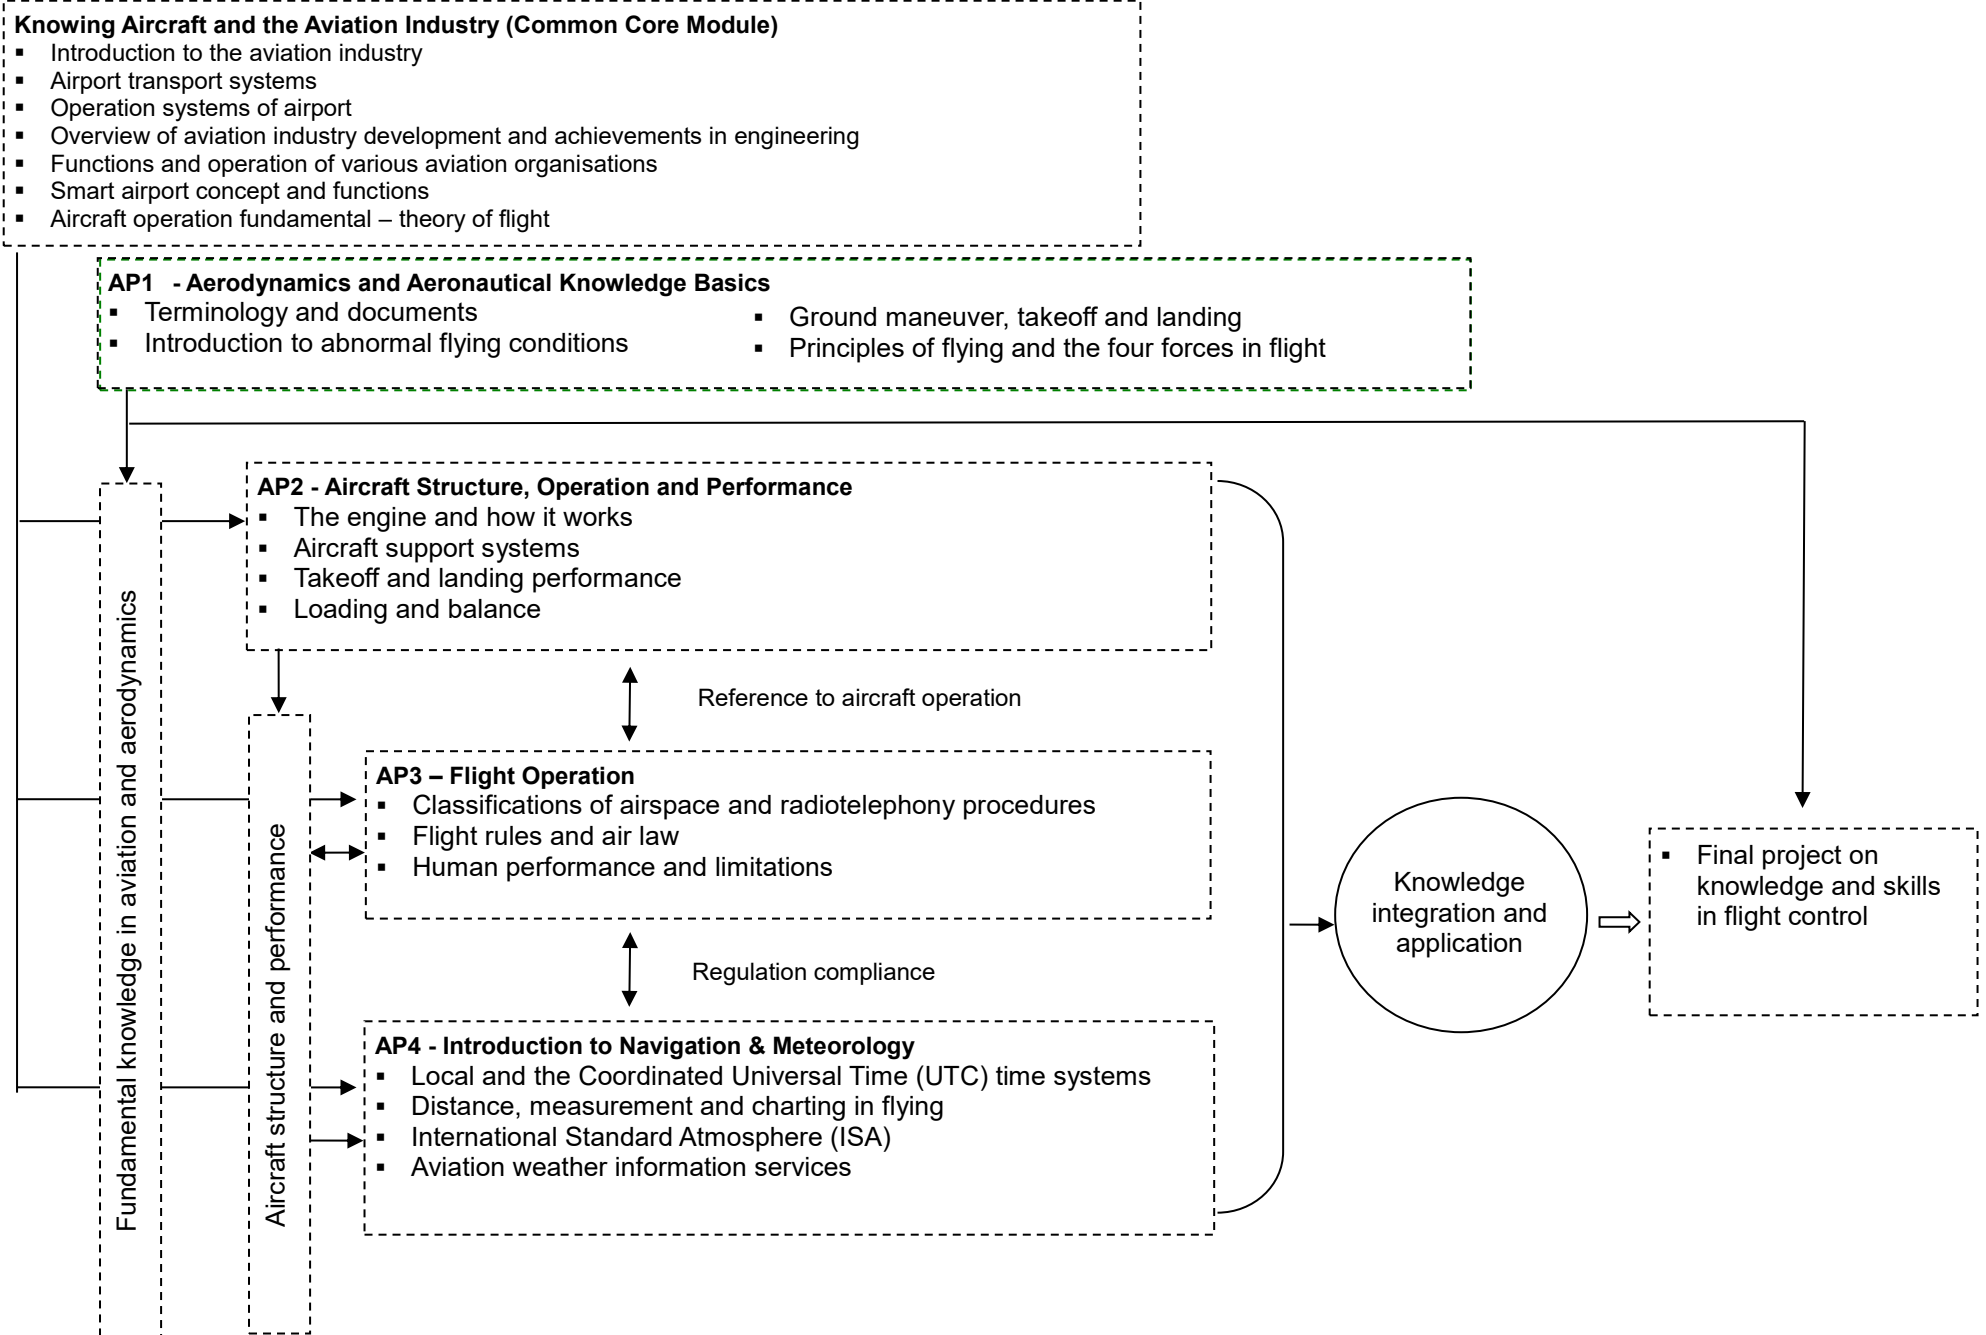 Knowing Aircraft and the Aviation Industry (Common Core Module)
▪ Introduction to the aviation industry
▪ Airport transport systems
▪ Operation systems of airport
▪ Overview of aviation industry development and achievements in engineering
▪ Functions and operation of various aviation organisations
▪ Smart airport concept and functions
▪ Aircraft operation fundamental – theory of flight
AP1 - Aerodynamics and Aeronautical Knowledge Basics
▪ Terminology and documents
▪ Introduction to abnormal flying conditions
▪ Ground maneuver, takeoff and landing
▪ Principles of flying and the four forces in flight
Fundamental knowledge in aviation and aerodynamics
AP2 - Aircraft Structure, Operation and Performance
▪ The engine and how it works
▪ Aircraft support systems
▪ Takeoff and landing performance
▪ Loading and balance
Reference to aircraft operation
Aircraft structure and performance
AP3 – Flight Operation
▪ Classifications of airspace and radiotelephony procedures
▪ Flight rules and air law
▪ Human performance and limitations
Regulation compliance
AP4 - Introduction to Navigation & Meteorology
▪ Local and the Coordinated Universal Time (UTC) time systems
▪ Distance, measurement and charting in flying
▪ International Standard Atmosphere (ISA)
▪ Aviation weather information services
Knowledge
integration and
application
▪ Final project on
knowledge and skills
in flight control